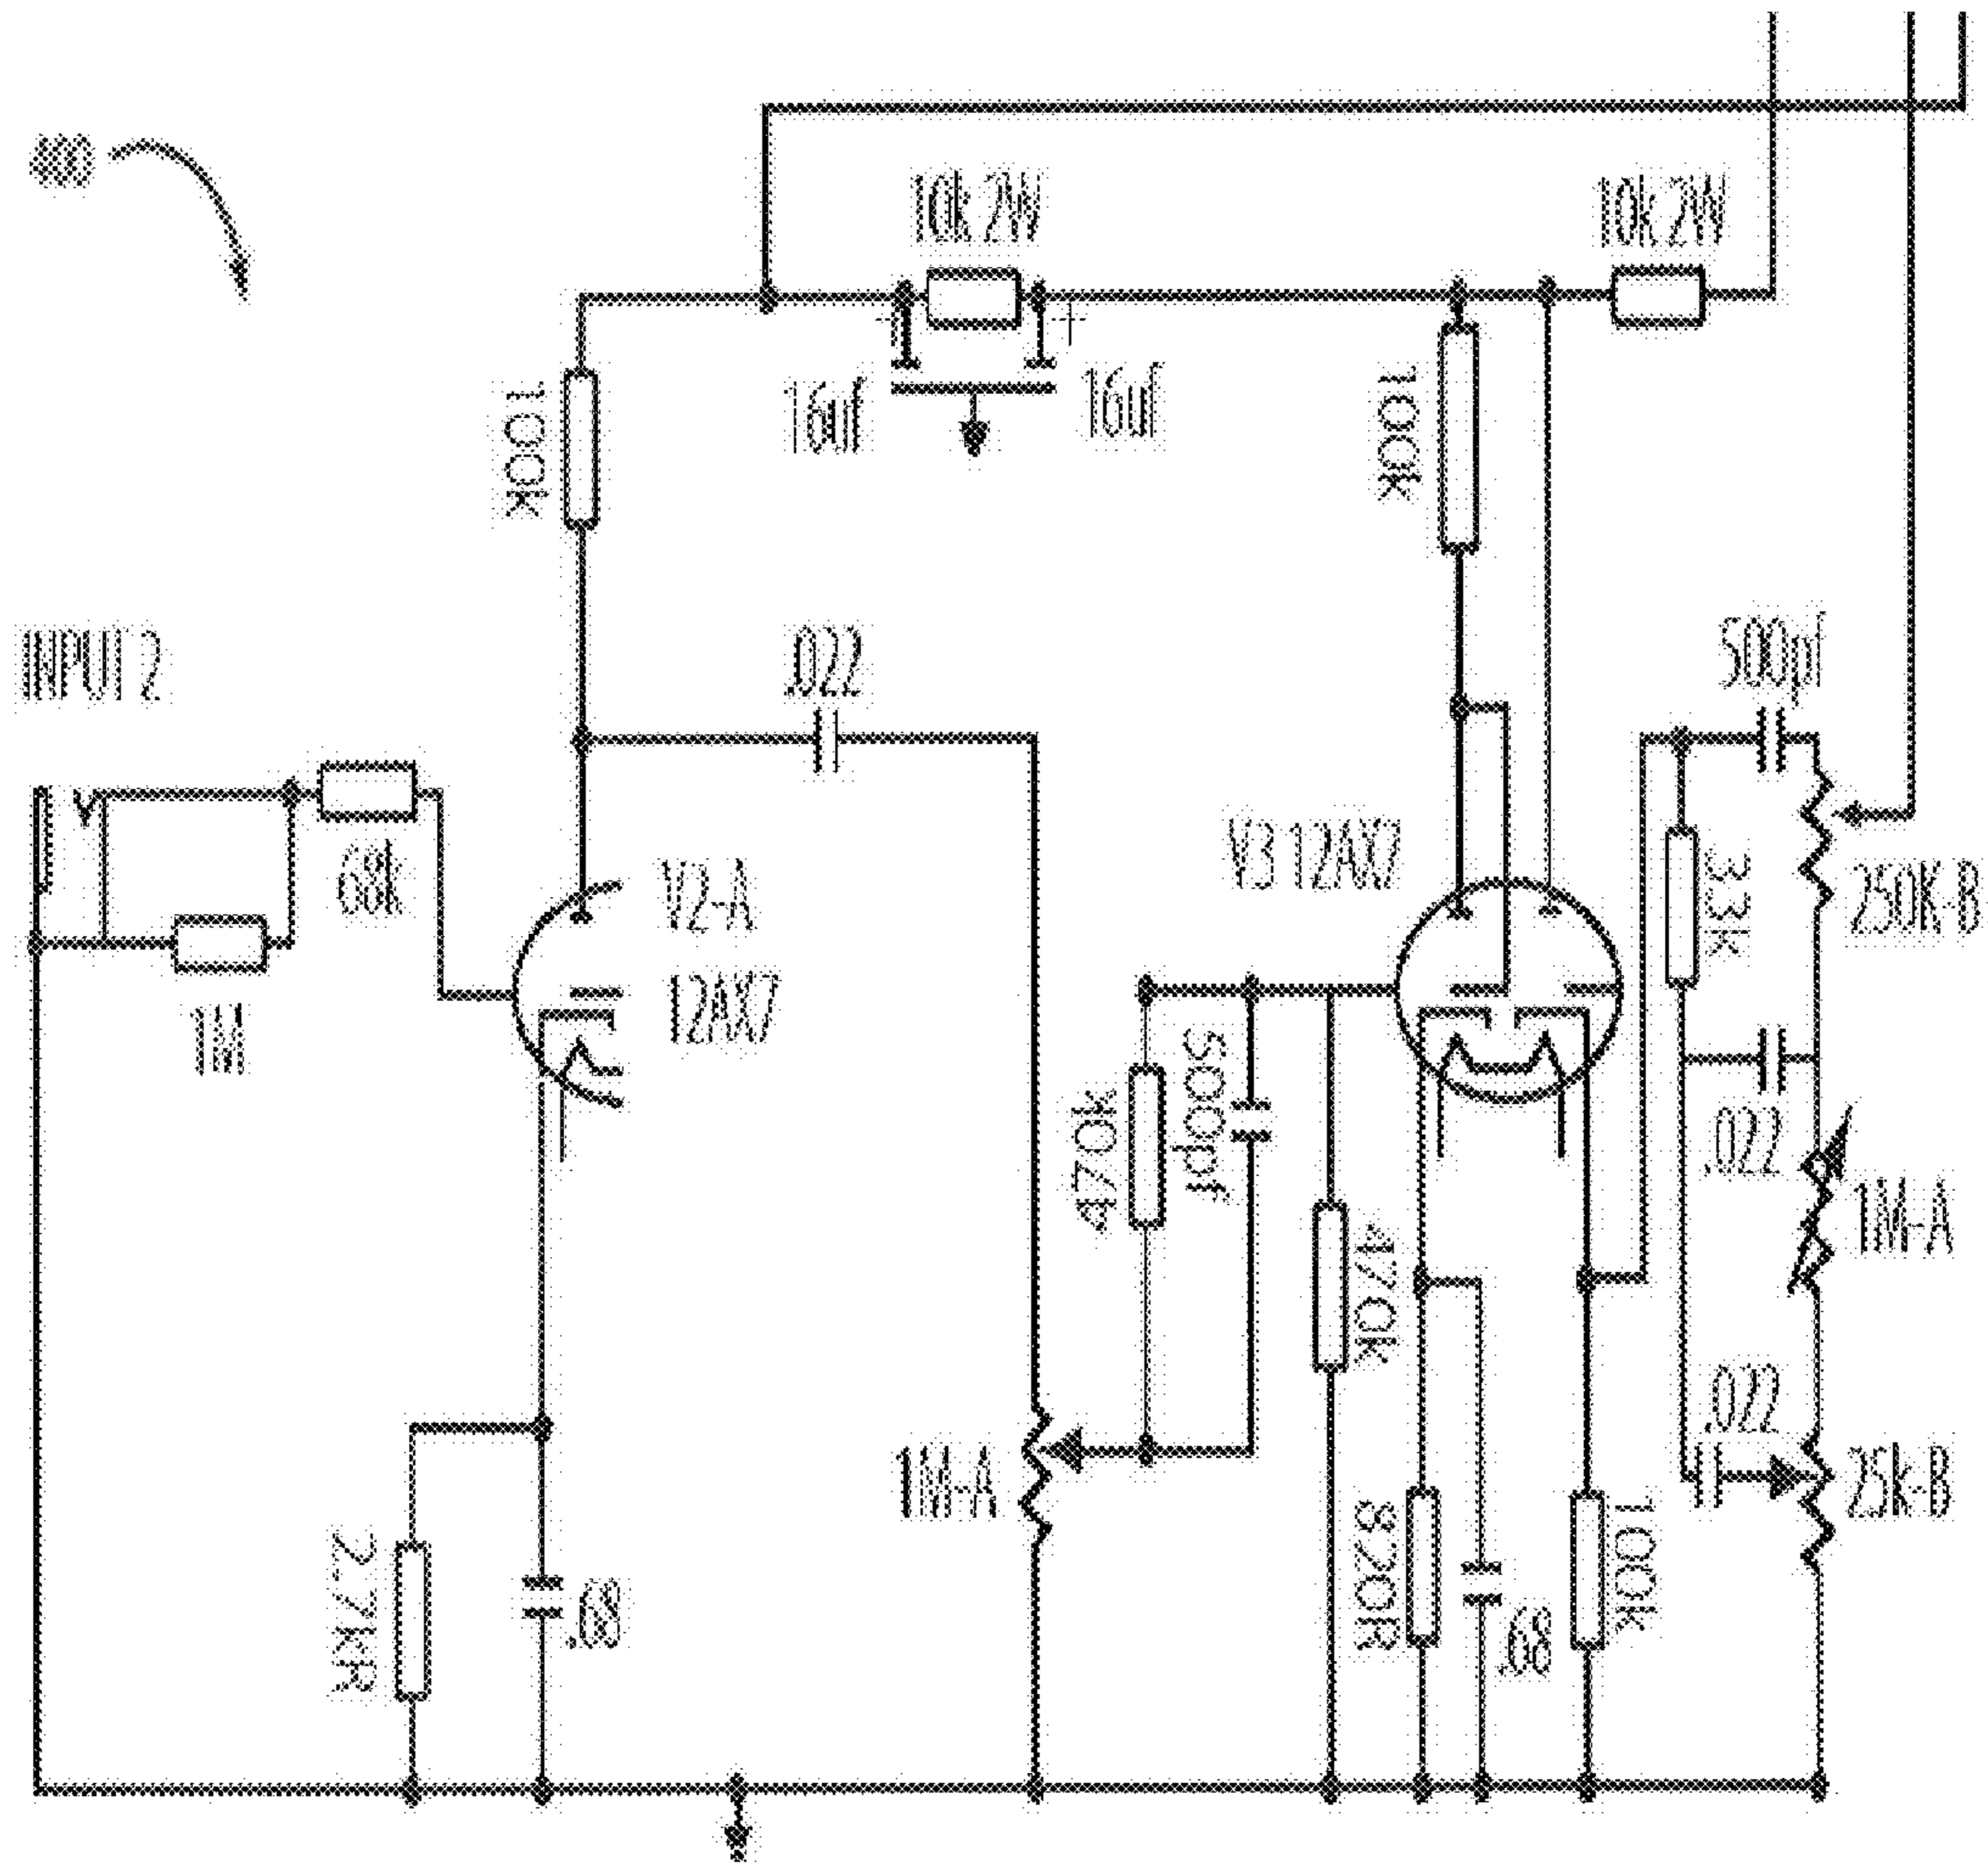 400
10k 2W
10k 2W
100k
16uf
16uf
100k
INPUT 2
.022
500pf
68k
V2-A
12AX7
V3 12AX7
33k
250K-B
1M
470k
500pf
.022
1M-A
470k
.022
1M-A
25k-B
2.7KR
.68
820R
.68
100k